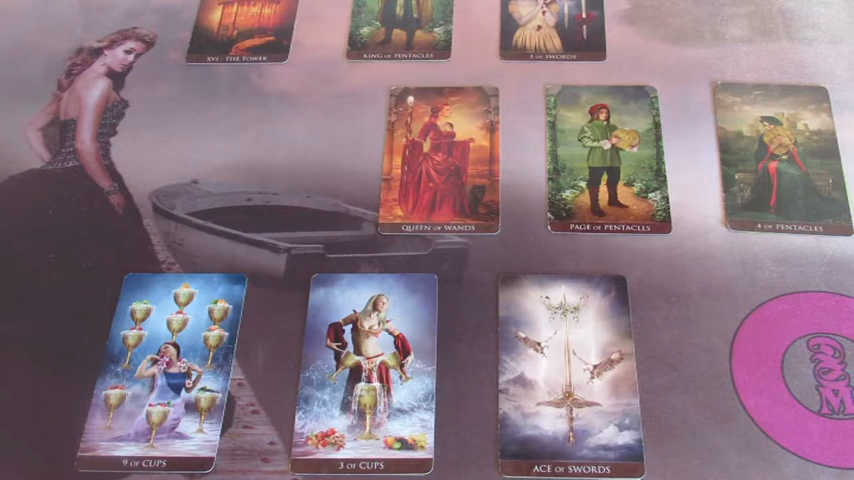 XVI - THE TOWER
KING OF PENTACLES
3 OF SWORDS
QUEEN OF WANDS
PAGE OF PENTACLES
4 OF PENTACLES
9 OF CUPS
3 OF CUPS
ACE OF SWORDS